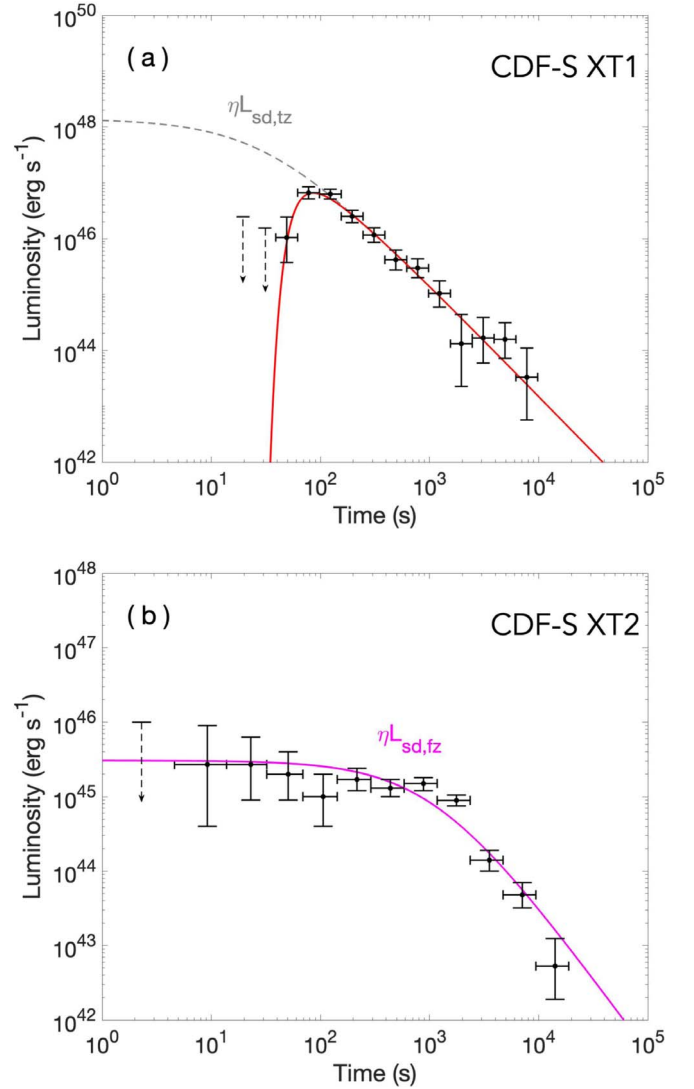 10^50
( a )
CDF-S XT1
ηL_sd,tz
10^48
10^46
10^44
10^42
Luminosity (erg s^-1)
10^0 10^1 10^2 10^3 10^4 10^5
Time (s)
10^48
( b )
CDF-S XT2
10^47
ηL_sd,fz
10^46
10^45
10^44
10^43
10^42
Luminosity (erg s^-1)
10^0 10^1 10^2 10^3 10^4 10^5
Time (s)